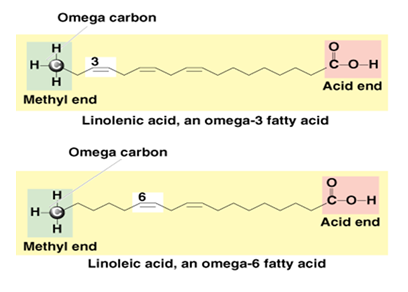 Omega carbon
H
H C
H
3
O
C O H
Methyl end
Acid end
Linolenic acid, an omega-3 fatty acid
Omega carbon
H
H C
H
6
O
C O H
Methyl end
Acid end
Linoleic acid, an omega-6 fatty acid